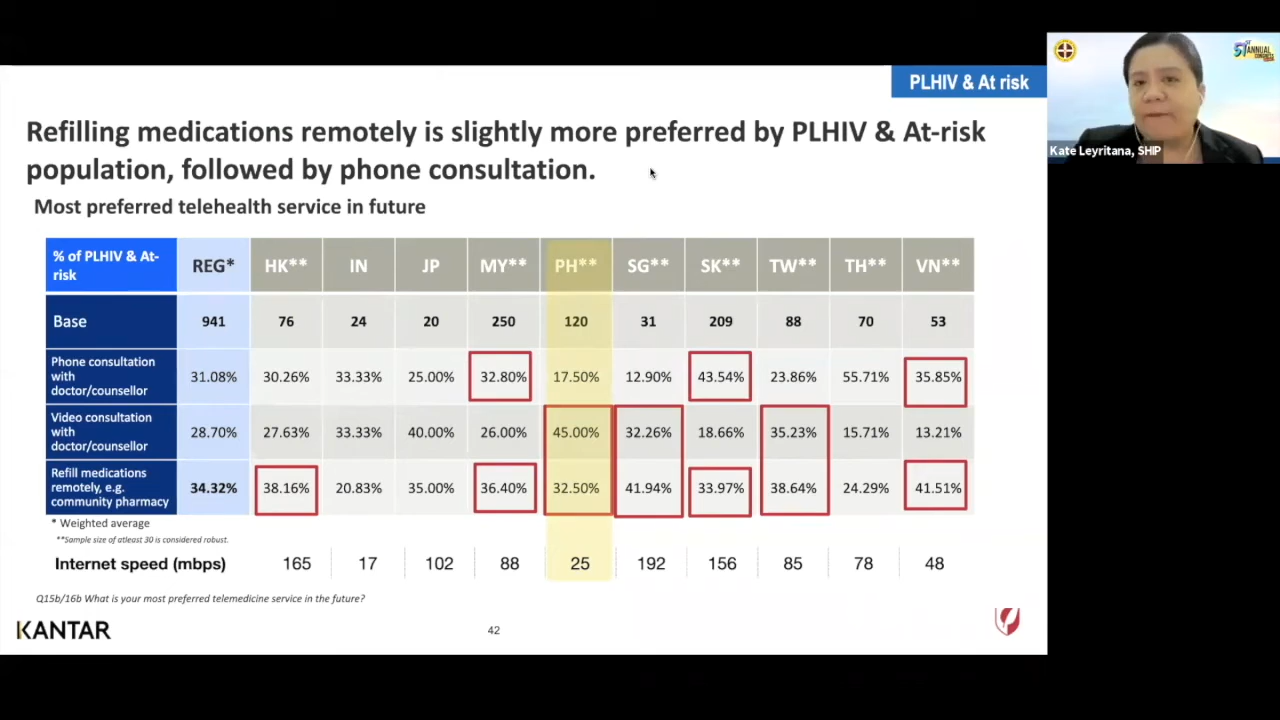 PLHIV & At risk
Refilling medications remotely is slightly more preferred by PLHIV & At-risk
population, followed by phone consultation.
Most preferred telehealth service in future
% of PLHIV & At-
risk
REG* HK** IN JP MY** PH** SG** SK** TW** TH** VN**
Base 941 76 24 20 250 120 31 209 88 70 53
Phone consultation
with
doctor/counsellor
31.08% 30.26% 33.33% 25.00% 32.80% 17.50% 12.90% 43.54% 23.86% 55.71% 35.85%
Video consultation
with
doctor/counsellor
28.70% 27.63% 33.33% 40.00% 26.00% 45.00% 32.26% 18.66% 35.23% 15.71% 13.21%
Refill medications
remotely, e.g.
community pharmacy
34.32% 38.16% 20.83% 35.00% 36.40% 32.50% 41.94% 33.97% 38.64% 24.29% 41.51%
* Weighted average
**Sample size of atleast 30 is considered robust.
Internet speed (mbps) 165 17 102 88 25 192 156 85 78 48
Q15b/16b What is your most preferred telemedicine service in the future?
KANTAR
42
51 ANNUAL
Kate Leyritana, SHIP